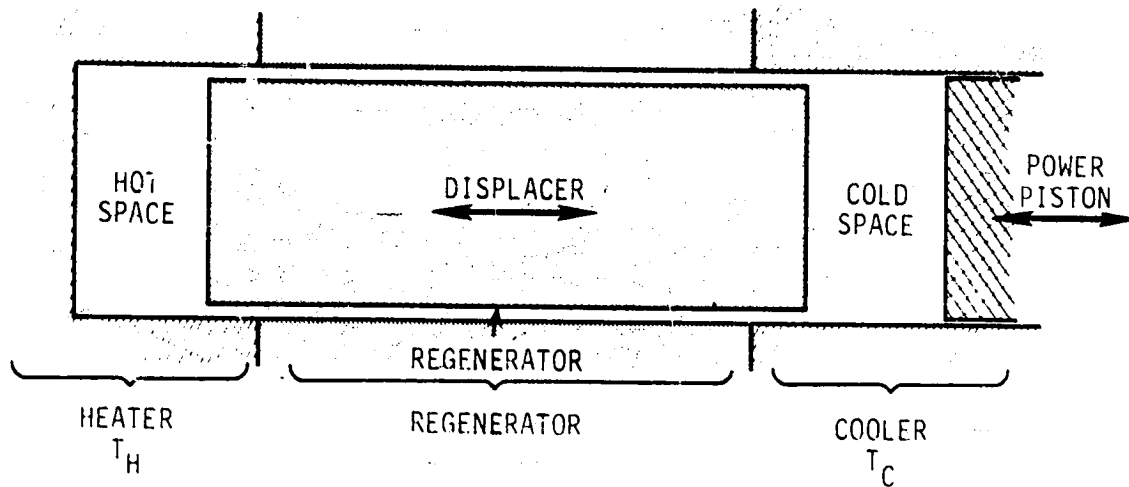 HOT
SPACE
DISPLACER
COLD
SPACE
POWER
PISTON
REGENERATOR
HEATER
T_H
REGENERATOR
COOLER
T_C